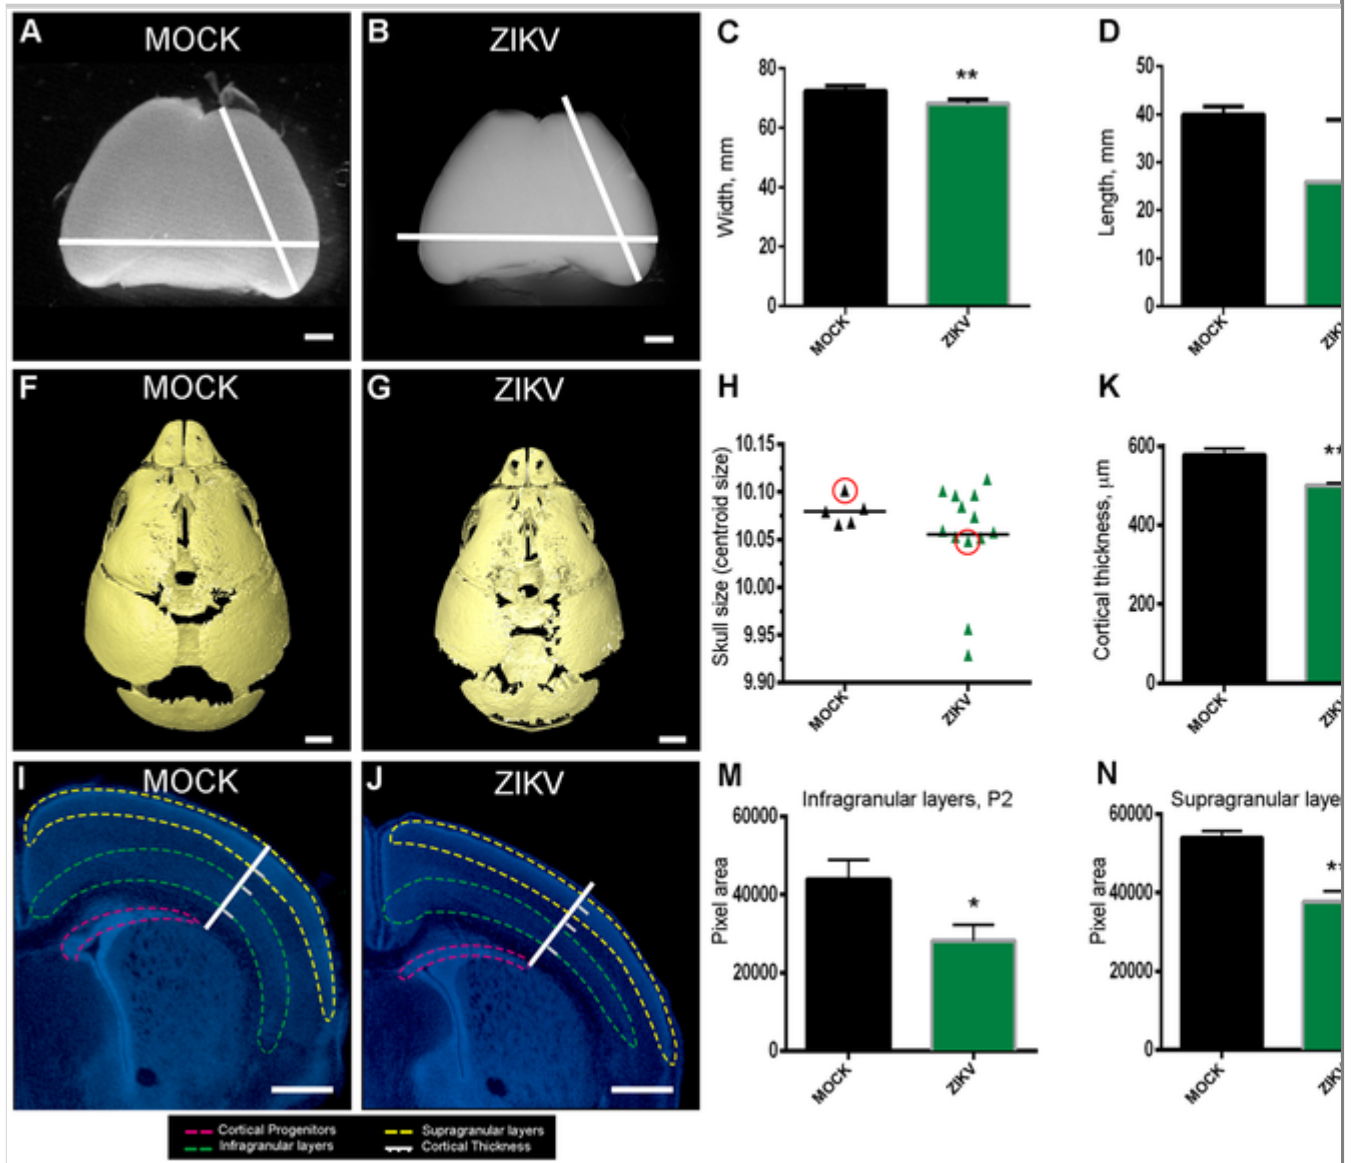 A MOCK
B ZIKV
C
80
60
40
20
0
Width, mm
**
MOCK
ZIKV
D
50
40
30
20
10
0
Length, mm
MOCK
F MOCK
G ZIKV
H
10.15
10.10
10.05
10.00
9.95
9.90
Skull size (centroid size)
MOCK
ZIKV
K
600
400
200
0
Cortical thickness, μm
**
MOCK
I MOCK
J ZIKV
M
Infragranular layers, P2
60000
40000
20000
0
Pixel area
*
MOCK
ZIKV
N
Supragranular laye
60000
40000
20000
0
Pixel area
**
MOCK
Cortical Progenitors
Supragranular layers
Infragranular layers
Cortical Thickness